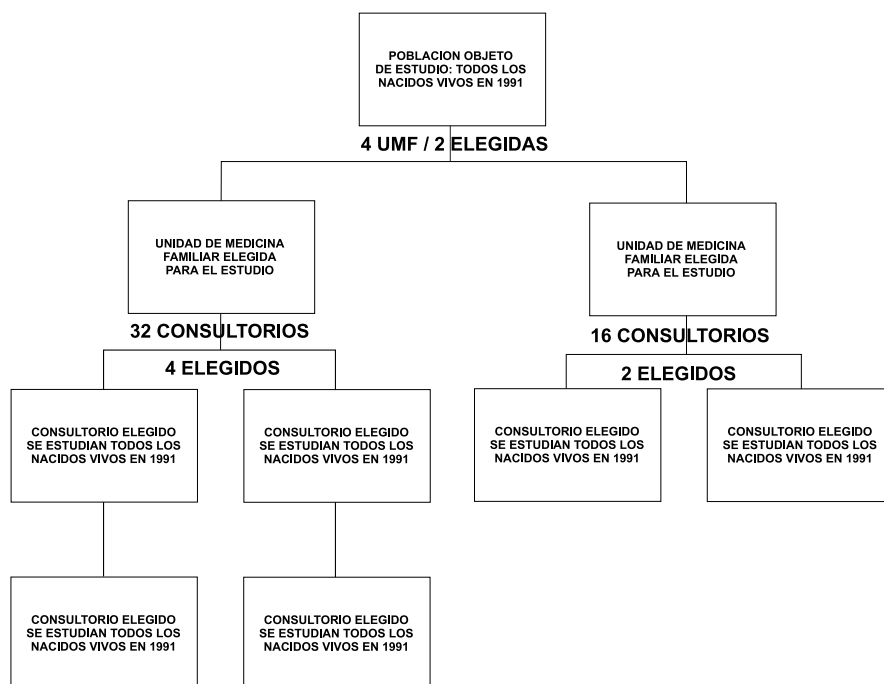 POBLACION OBJETO
DE ESTUDIO: TODOS LOS
NACIDOS VIVOS EN 1991
4 UMF / 2 ELEGIDAS
UNIDAD DE MEDICINA
FAMILIAR ELEGIDA
PARA EL ESTUDIO
UNIDAD DE MEDICINA
FAMILIAR ELEGIDA
PARA EL ESTUDIO
32 CONSULTORIOS
16 CONSULTORIOS
4 ELEGIDOS
2 ELEGIDOS
CONSULTORIO ELEGIDO
SE ESTUDIAN TODOS LOS
NACIDOS VIVOS EN 1991
CONSULTORIO ELEGIDO
SE ESTUDIAN TODOS LOS
NACIDOS VIVOS EN 1991
CONSULTORIO ELEGIDO
SE ESTUDIAN TODOS LOS
NACIDOS VIVOS EN 1991
CONSULTORIO ELEGIDO
SE ESTUDIAN TODOS LOS
NACIDOS VIVOS EN 1991
CONSULTORIO ELEGIDO
SE ESTUDIAN TODOS LOS
NACIDOS VIVOS EN 1991
CONSULTORIO ELEGIDO
SE ESTUDIAN TODOS LOS
NACIDOS VIVOS EN 1991